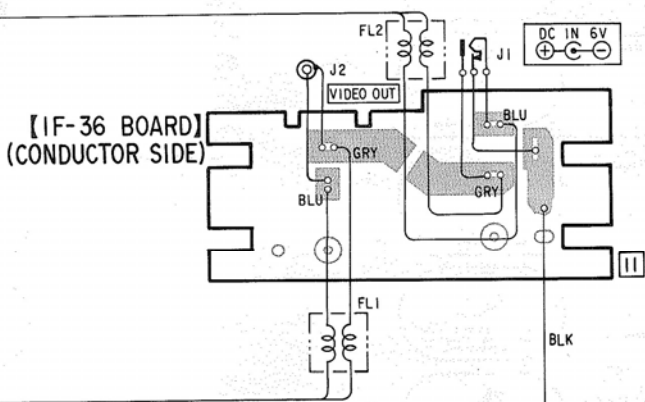 FL2
J1
DC IN 6V
J2
VIDEO OUT
【IF-36 BOARD】
(CONDUCTOR SIDE)
BLU
GRY
GRY
BLU
11
FL1
BLK